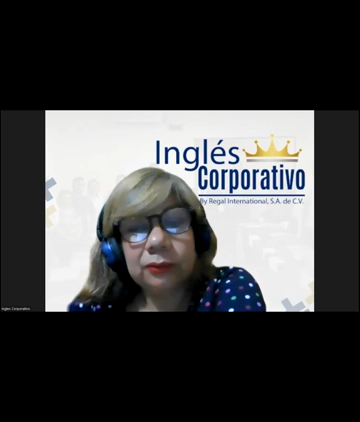 Inglés
Corporativo
By Regal International, S.A. de C.V.
Ingles Corporativo